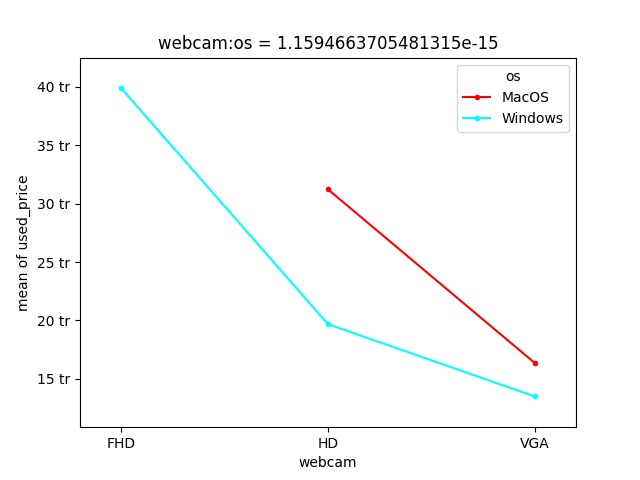 webcam:os = 1.1594663705481315e-15
os
MacOS
Windows
mean of used_price
40 tr
35 tr
30 tr
25 tr
20 tr
15 tr
FHD HD VGA
webcam